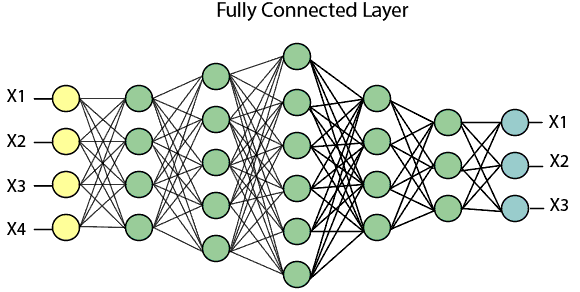 Fully Connected Layer
X1
X2
X3
X4
X1
X2
X3